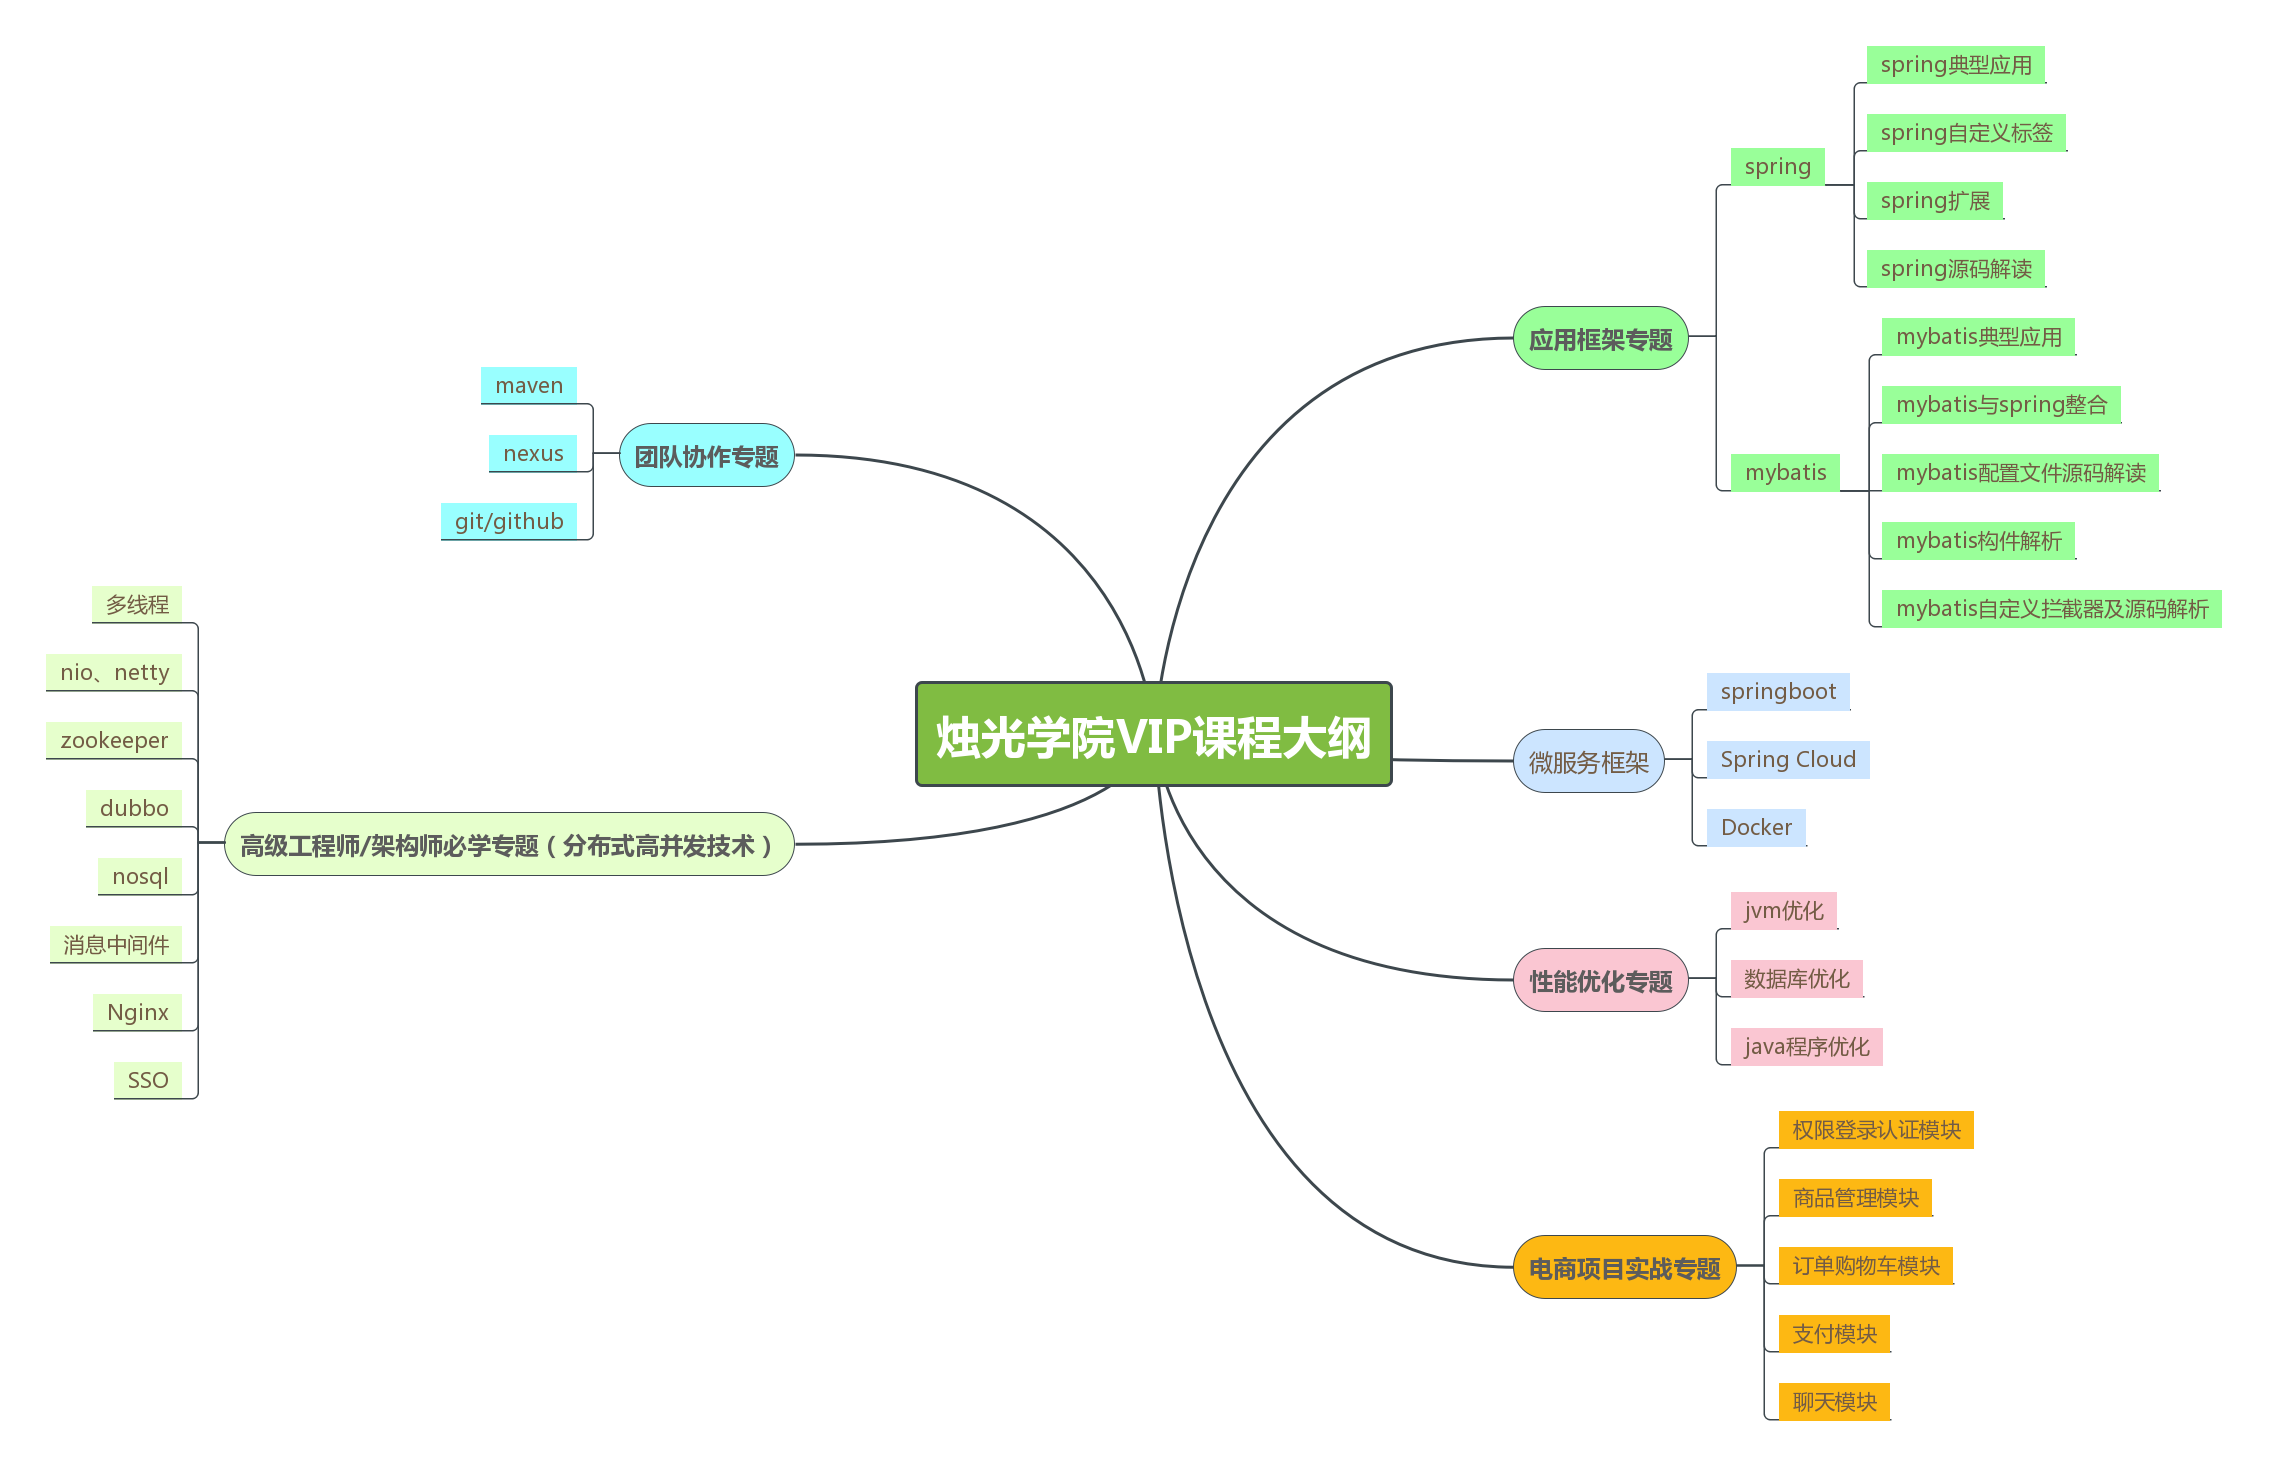 烛光学院VIP课程大纲
应用框架专题
spring
spring典型应用
spring自定义标签
spring扩展
spring源码解读
mybatis
mybatis典型应用
mybatis与spring整合
mybatis配置文件源码解读
mybatis构件解析
mybatis自定义拦截器及源码解析
微服务框架
springboot
Spring Cloud
Docker
性能优化专题
jvm优化
数据库优化
java程序优化
电商项目实战专题
权限登录认证模块
商品管理模块
订单购物车模块
支付模块
聊天模块
团队协作专题
maven
nexus
git/github
高级工程师/架构师必学专题（分布式高并发技术）
多线程
nio、netty
zookeeper
dubbo
nosql
消息中间件
Nginx
SSO